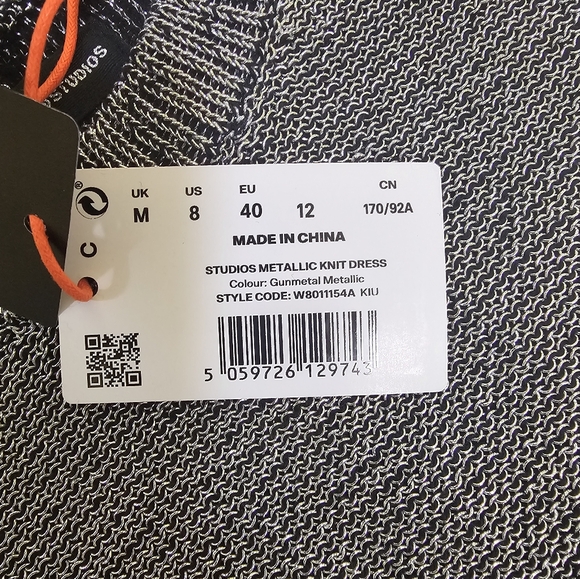 STUDIOS
®
UK US EU CN
M 8 40 12 170/92A
C
MADE IN CHINA
STUDIOS METALLIC KNIT DRESS
Colour: Gunmetal Metallic
STYLE CODE: W8011154A KIU
5 059726 129743